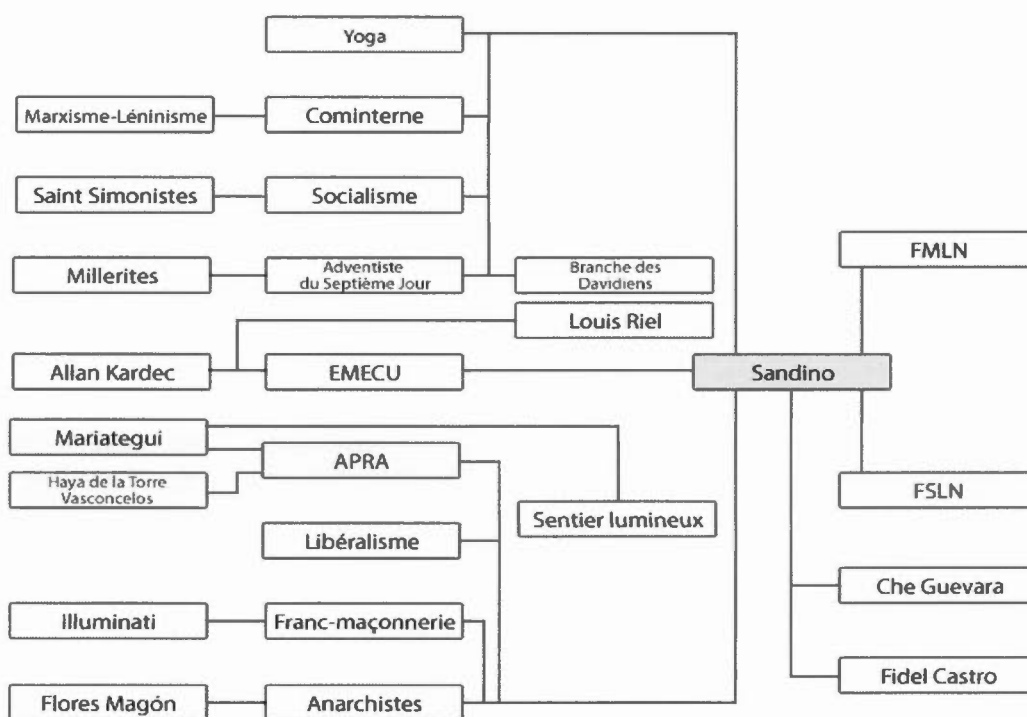 Yoga
Marxisme-Léninisme
Cominterne
Saint Simonistes
Socialisme
FMLN
Millerites
Adventiste
du Septième Jour
Branche des
Davidiens
Louis Riel
Allan Kardec
EMECU
Sandino
Mariategui
APRA
Haya de la Torre
Vasconcelos
FSLN
Sentier lumineux
Libéralisme
Che Guevara
Illuminati
Franc-maçonnerie
Fidel Castro
Flores Magón
Anarchistes